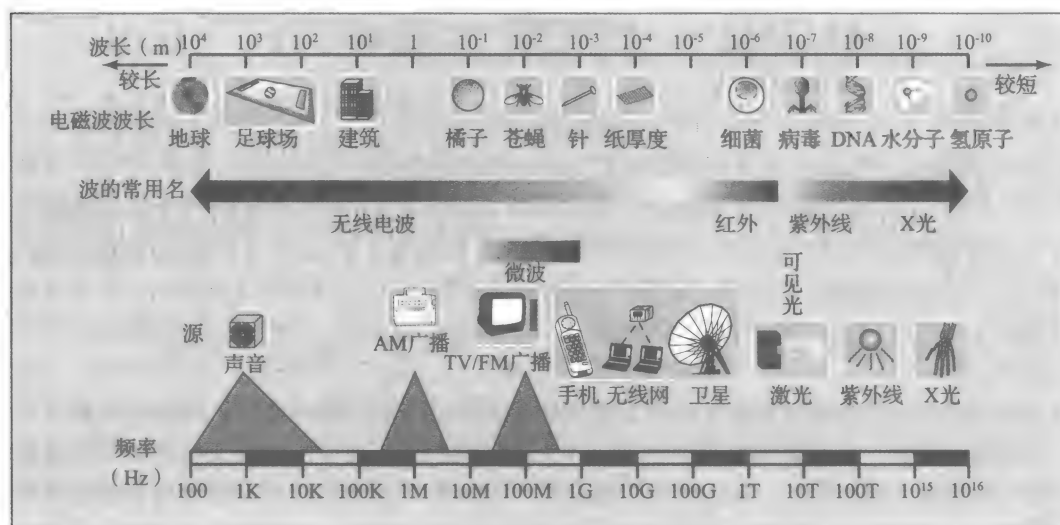 波长（m） 10⁴ 10³ 10² 10¹ 1 10⁻¹ 10⁻² 10⁻³ 10⁻⁴ 10⁻⁵ 10⁻⁶ 10⁻⁷ 10⁻⁸ 10⁻⁹ 10⁻¹⁰
较长 较短
电磁波波长 地球 足球场 建筑 橘子 苍蝇 针 纸厚度 细菌 病毒 DNA 水分子 氢原子
波的常用名
无线电波 红外 紫外线 X光
微波 可见光
源 声音 AM广播 TV/FM广播 手机 无线网 卫星 激光 紫外线 X光
频率
（Hz） 100 1K 10K 100K 1M 10M 100M 1G 10G 100G 1T 10T 100T 10¹⁵ 10¹⁶